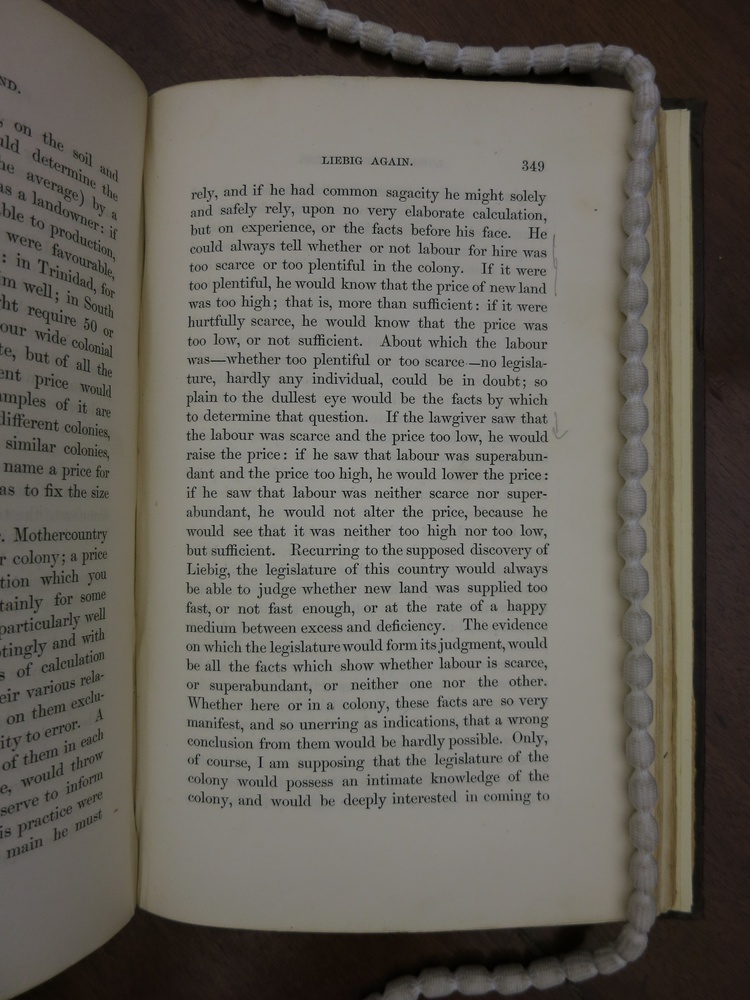 ND.
s on the soil and
uld determine the
he average) by a
as a landowner: if
ble to production,
were favourable,
: in Trinidad, for
m well; in South
ht require 50 or
our wide colonial
te, but of all the
ent price would
amples of it are
different colonies,
similar colonies,
name a price for
as to fix the size
. Mothercountry
r colony; a price
tion which you
tainly for some
particularly well
tingly and with
s of calculation
eir various rela-
on them exclu-
ity to error. A
of them in each
e, would throw
serve to inform
is practice were
main he must
LIEBIG AGAIN. 349
rely, and if he had common sagacity he might solely
and safely rely, upon no very elaborate calculation,
but on experience, or the facts before his face. He
could always tell whether or not labour for hire was
too scarce or too plentiful in the colony. If it were
too plentiful, he would know that the price of new land
was too high; that is, more than sufficient: if it were
hurtfully scarce, he would know that the price was
too low, or not sufficient. About which the labour
was—whether too plentiful or too scarce—no legisla-
ture, hardly any individual, could be in doubt; so
plain to the dullest eye would be the facts by which
to determine that question. If the lawgiver saw that
the labour was scarce and the price too low, he would
raise the price: if he saw that labour was superabun-
dant and the price too high, he would lower the price:
if he saw that labour was neither scarce nor super-
abundant, he would not alter the price, because he
would see that it was neither too high nor too low,
but sufficient. Recurring to the supposed discovery of
Liebig, the legislature of this country would always
be able to judge whether new land was supplied too
fast, or not fast enough, or at the rate of a happy
medium between excess and deficiency. The evidence
on which the legislature would form its judgment, would
be all the facts which show whether labour is scarce,
or superabundant, or neither one nor the other.
Whether here or in a colony, these facts are so very
manifest, and so unerring as indications, that a wrong
conclusion from them would be hardly possible. Only,
of course, I am supposing that the legislature of the
colony would possess an intimate knowledge of the
colony, and would be deeply interested in coming to